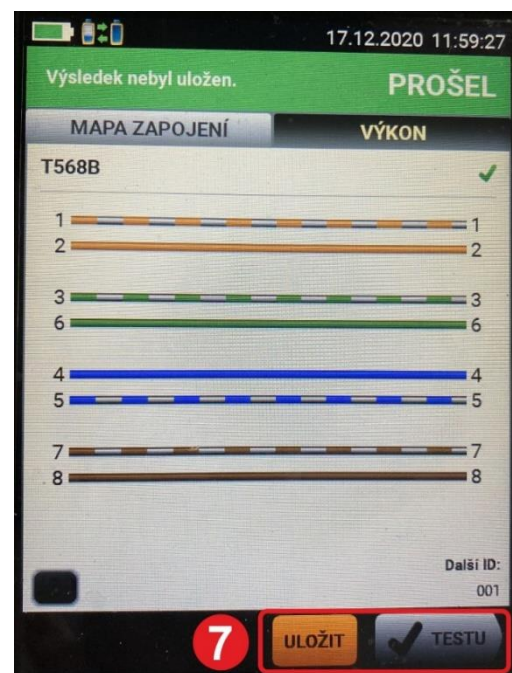 17.12.2020 11:59:27
Výsledek nebyl uložen.
PROŠEL
MAPA ZAPOJENÍ
VÝKON
T568B
1 1
2 2
3 3
6 6
4 4
5 5
7 7
8 8
Další ID:
001
7
ULOŽIT
TESTU